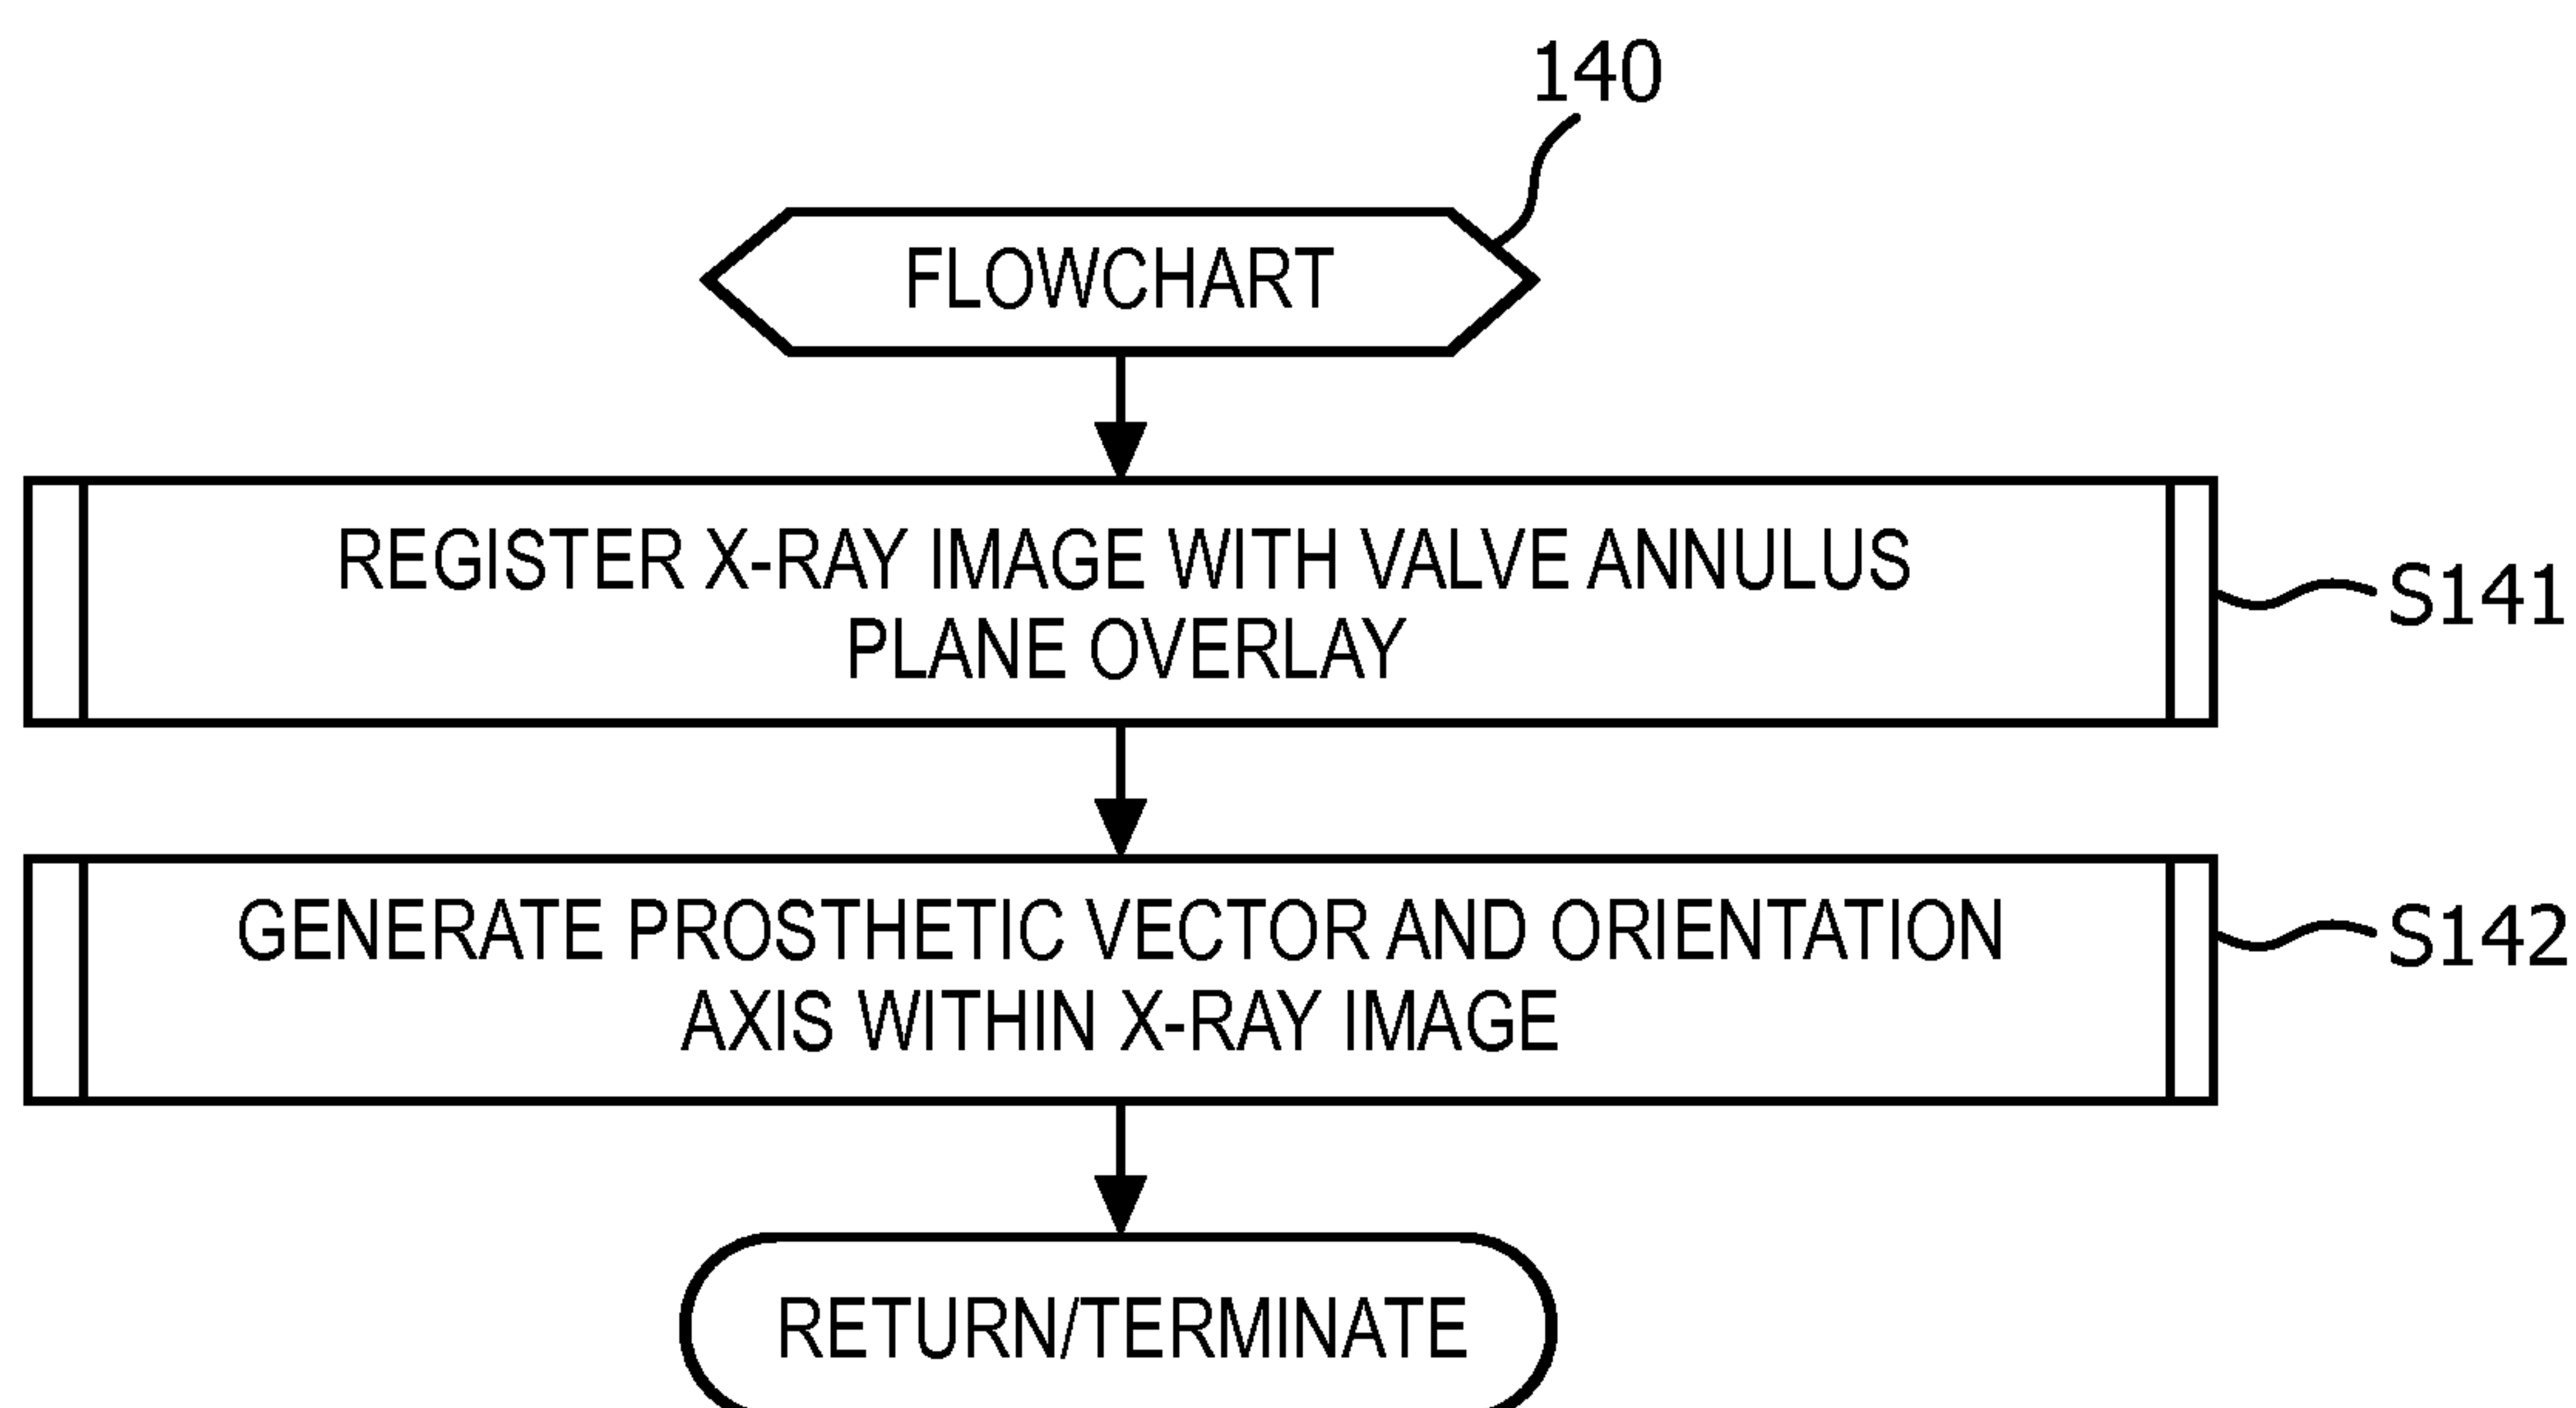 140
FLOWCHART
REGISTER X-RAY IMAGE WITH VALVE ANNULUS
PLANE OVERLAY
S141
GENERATE PROSTHETIC VECTOR AND ORIENTATION
AXIS WITHIN X-RAY IMAGE
S142
RETURN/TERMINATE